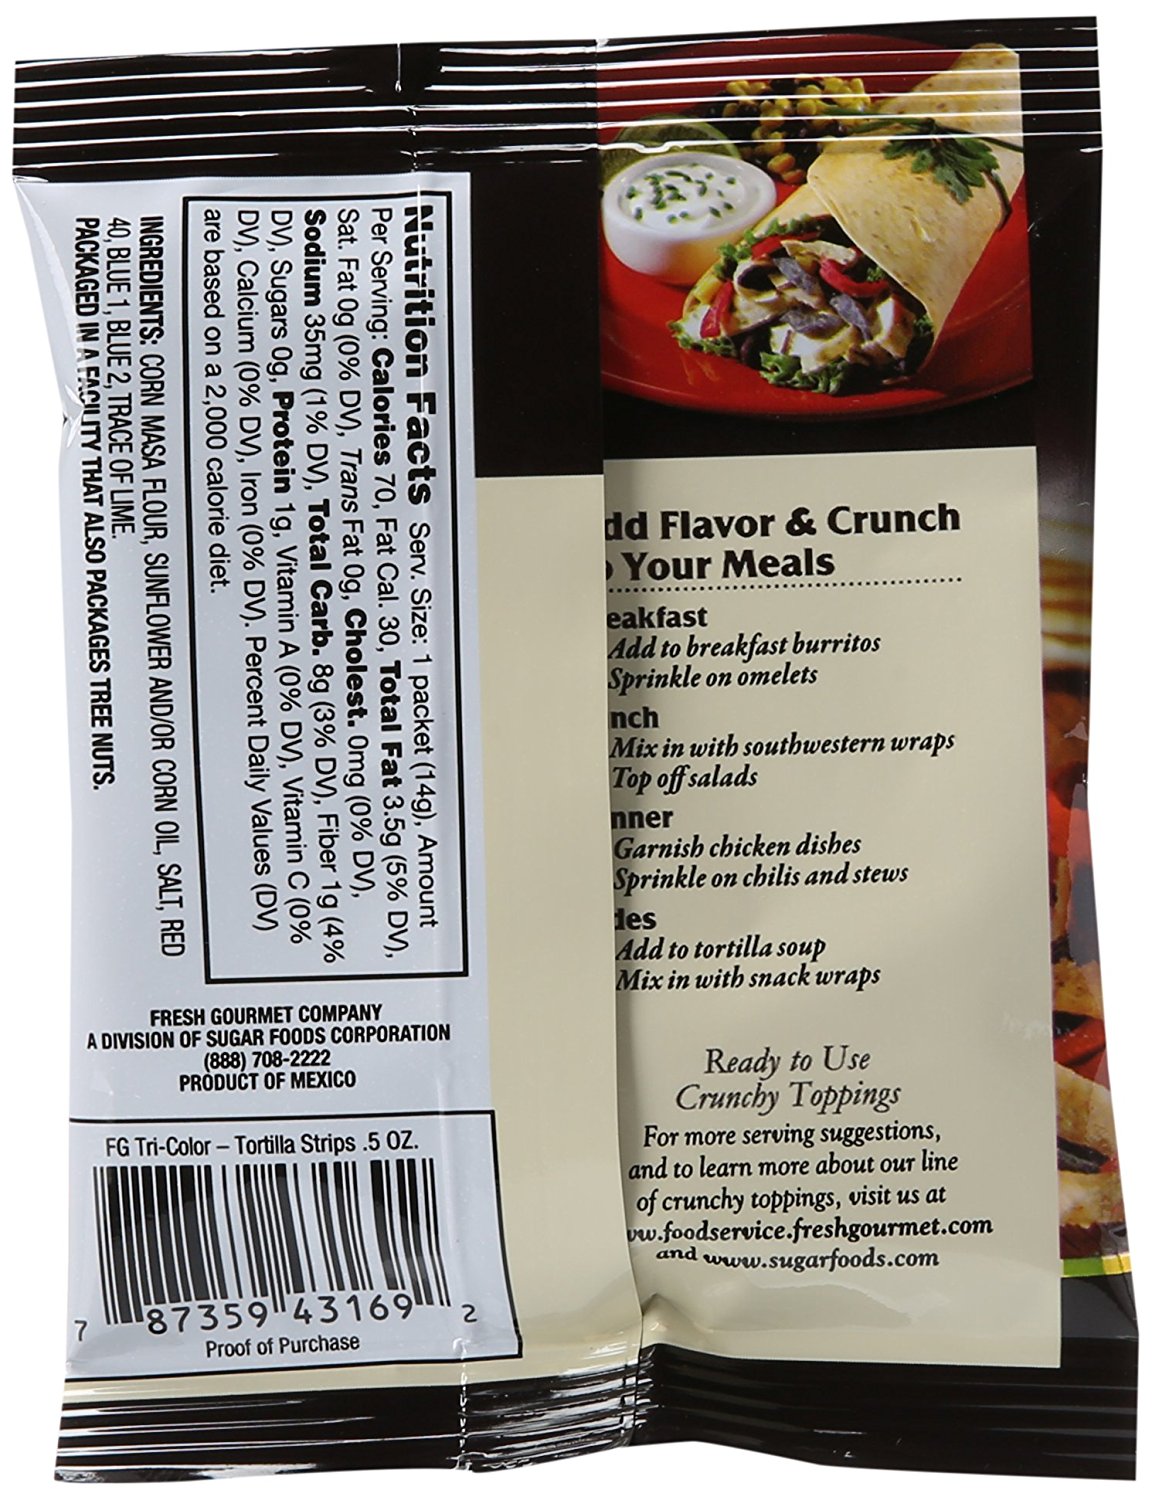 Nutrition Facts Serv. Size: 1 packet (14g), Amount
Per Serving: Calories 70, Fat Cal. 30, Total Fat 3.5g (5% DV),
Sat. Fat 0g (0% DV), Trans Fat 0g, Cholest. 0mg (0% DV),
Sodium 35mg (1% DV), Total Carb. 8g (3% DV), Fiber 1g (4%
DV), Sugars 0g, Protein 1g, Vitamin A (0% DV), Vitamin C (0%
DV), Calcium (0% DV), Iron (0% DV). Percent Daily Values (DV)
are based on a 2,000 calorie diet.
INGREDIENTS: CORN MASA FLOUR, SUNFLOWER AND/OR CORN OIL, SALT, RED
40, BLUE 1, BLUE 2, TRACE OF LIME.
PACKAGED IN A FACILITY THAT ALSO PACKAGES TREE NUTS.
FRESH GOURMET COMPANY
A DIVISION OF SUGAR FOODS CORPORATION
(888) 708-2222
PRODUCT OF MEXICO
FG Tri-Color – Tortilla Strips .5 OZ.
7 87359 43169 2
Proof of Purchase
dd Flavor & Crunch
o Your Meals
eakfast
Add to breakfast burritos
Sprinkle on omelets
nch
Mix in with southwestern wraps
Top off salads
nner
Garnish chicken dishes
Sprinkle on chilis and stews
des
Add to tortilla soup
Mix in with snack wraps
Ready to Use
Crunchy Toppings
For more serving suggestions,
and to learn more about our line
of crunchy toppings, visit us at
ww.foodservice.freshgourmet.com
and www.sugarfoods.com